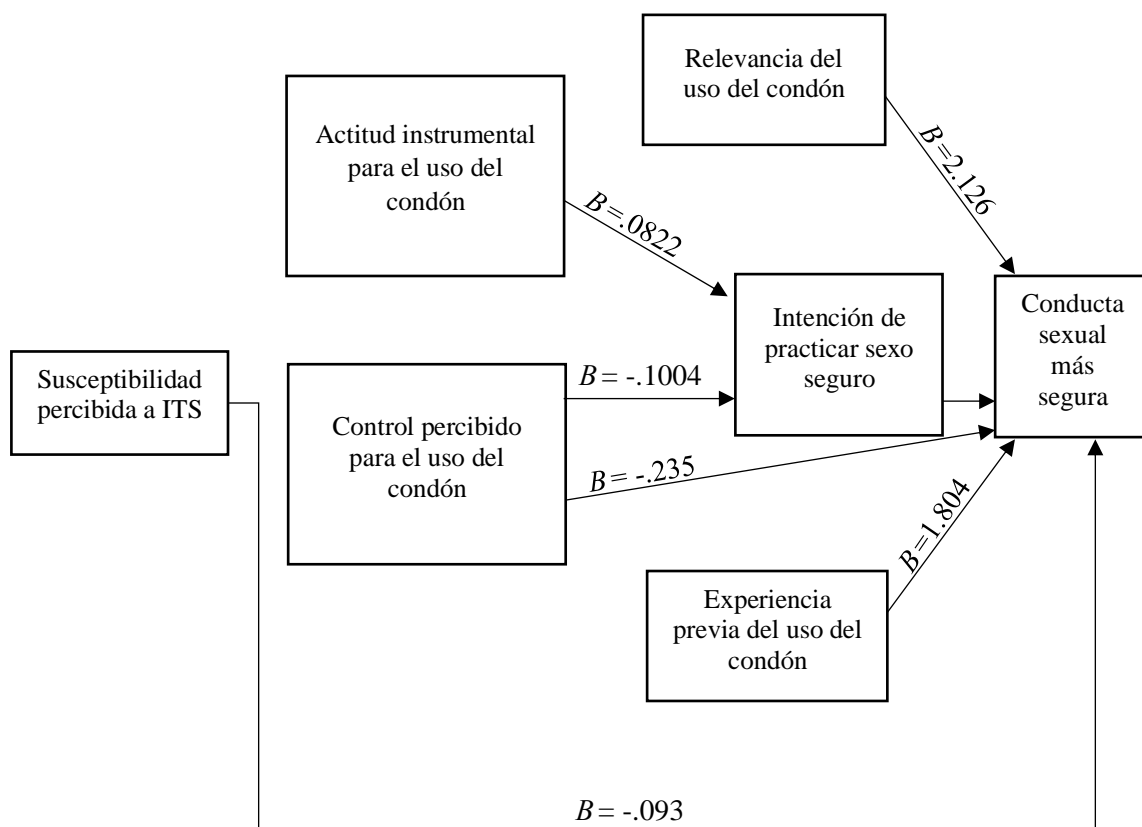 Relevancia del
uso del condón
Actitud instrumental
para el uso del
condón
B=2.126
B=.0822
Intención de
practicar sexo
seguro
Conducta
sexual
más
segura
Susceptibilidad
percibida a ITS
B = -.1004
Control percibido
para el uso del
condón
B = -.235
B=1.804
Experiencia
previa del uso del
condón
B = -.093